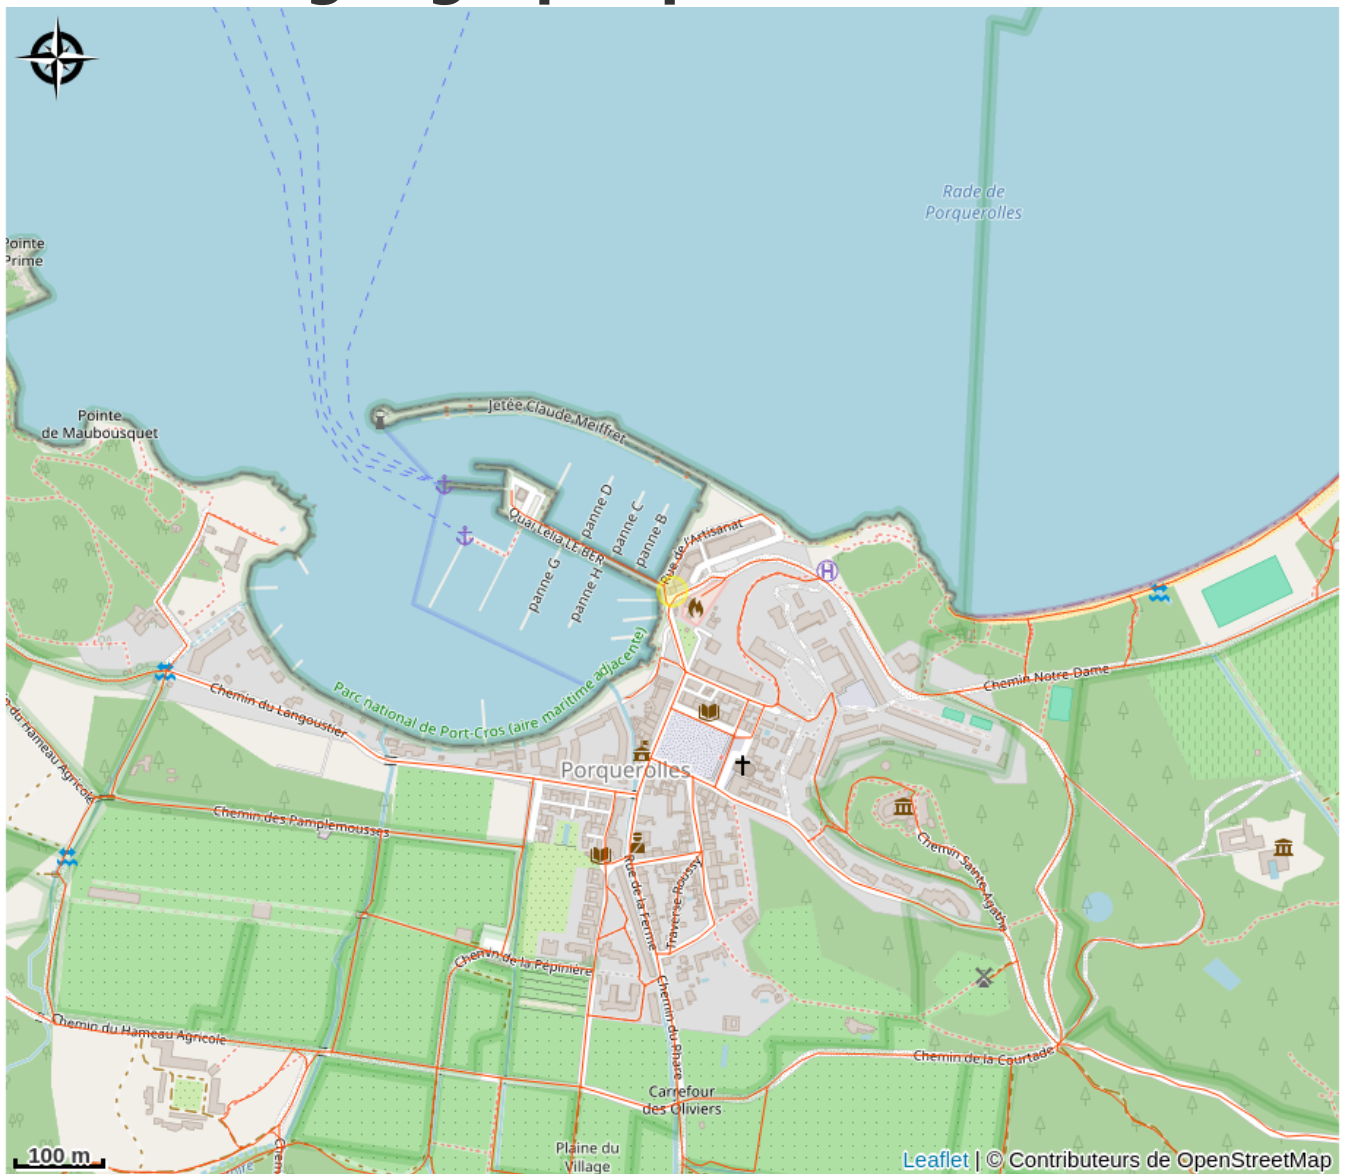 Rade de
Porquerolles
Pointe
Prime
Pointe
de Maubousquet
Jetée Claude Meiffret
panne D
panne C
panne B
Quai Lélia LE BER
Rue de l'Artisanat
panne G
panne H
Parc national de Port-Cros (aire maritime adjacente)
Chemin Notre Dame
Chemin du Langoustier
Porquerolles
Chemin des Pamplemousses
Chemin Sainte-Agathe
Rue de la Ferme
Traverse Roussy
Chemin de la Pépinière
Chemin du Phare
Chemin du Hameau Agricole
Chemin de la Courtade
Carrefour
des Oliviers
Plaine du
Village
100 m
Leaflet | © Contributeurs de OpenStreetMap